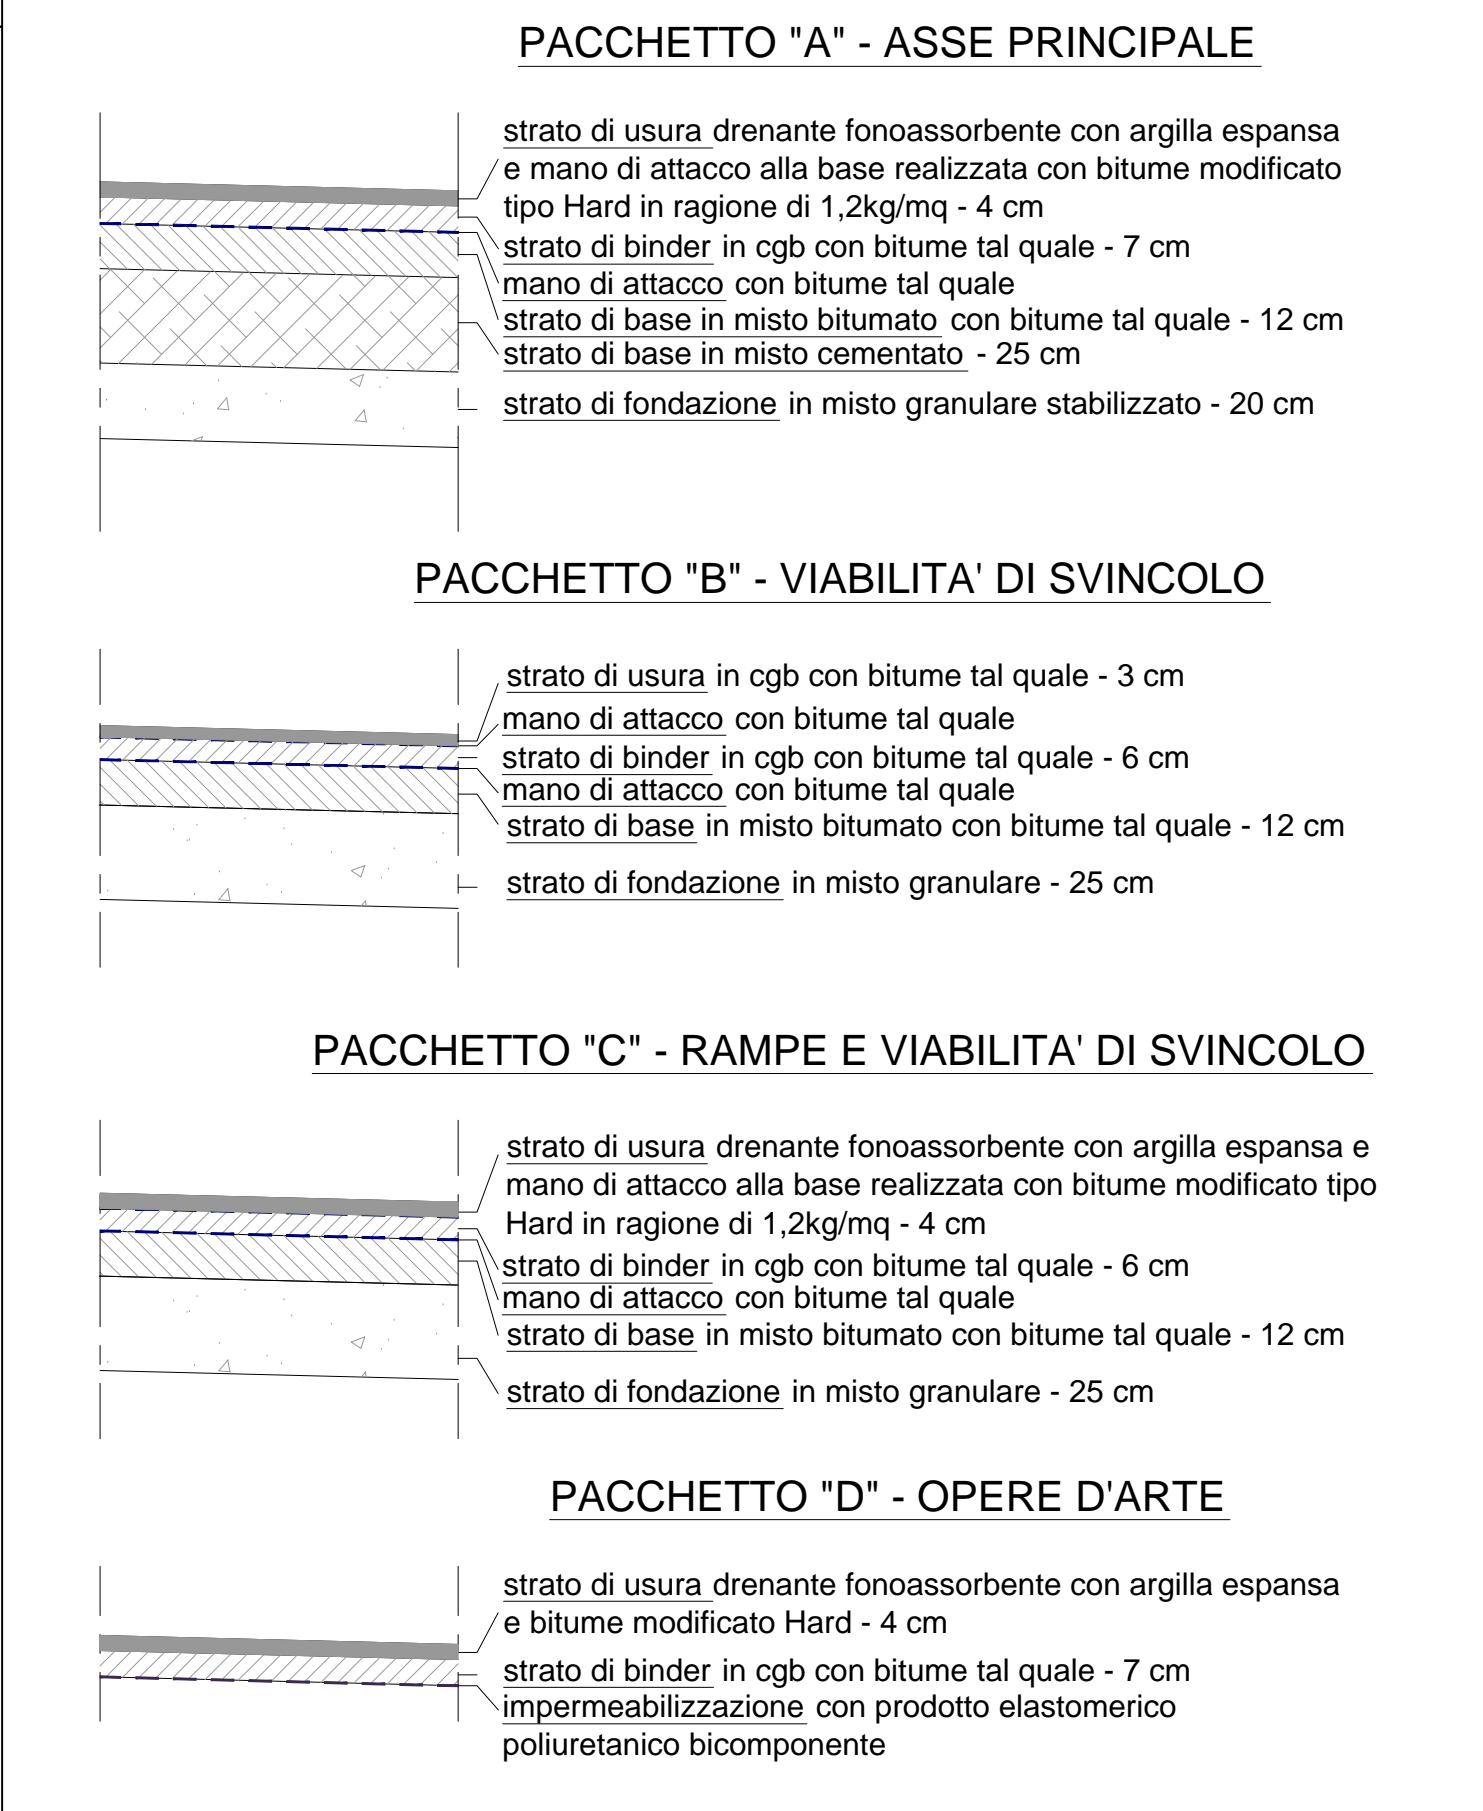 PACCHETTO "A" - ASSE PRINCIPALE
strato di usura drenante fonoassorbente con argilla espansa
e mano di attacco alla base realizzata con bitume modificato
tipo Hard in ragione di 1,2kg/mq - 4 cm
strato di binder in cgb con bitume tal quale - 7 cm
mano di attacco con bitume tal quale
strato di base in misto bitumato con bitume tal quale - 12 cm
strato di base in misto cementato - 25 cm
strato di fondazione in misto granulare stabilizzato - 20 cm
PACCHETTO "B" - VIABILITA' DI SVINCOLO
strato di usura in cgb con bitume tal quale - 3 cm
mano di attacco con bitume tal quale
strato di binder in cgb con bitume tal quale - 6 cm
mano di attacco con bitume tal quale
strato di base in misto bitumato con bitume tal quale - 12 cm
strato di fondazione in misto granulare - 25 cm
PACCHETTO "C" - RAMPE E VIABILITA' DI SVINCOLO
strato di usura drenante fonoassorbente con argilla espansa e
mano di attacco alla base realizzata con bitume modificato tipo
Hard in ragione di 1,2kg/mq - 4 cm
strato di binder in cgb con bitume tal quale - 6 cm
mano di attacco con bitume tal quale
strato di base in misto bitumato con bitume tal quale - 12 cm
strato di fondazione in misto granulare - 25 cm
PACCHETTO "D" - OPERE D'ARTE
strato di usura drenante fonoassorbente con argilla espansa
e bitume modificato Hard - 4 cm
strato di binder in cgb con bitume tal quale - 7 cm
impermeabilizzazione con prodotto elastomerico
poliuretanico bicomponente